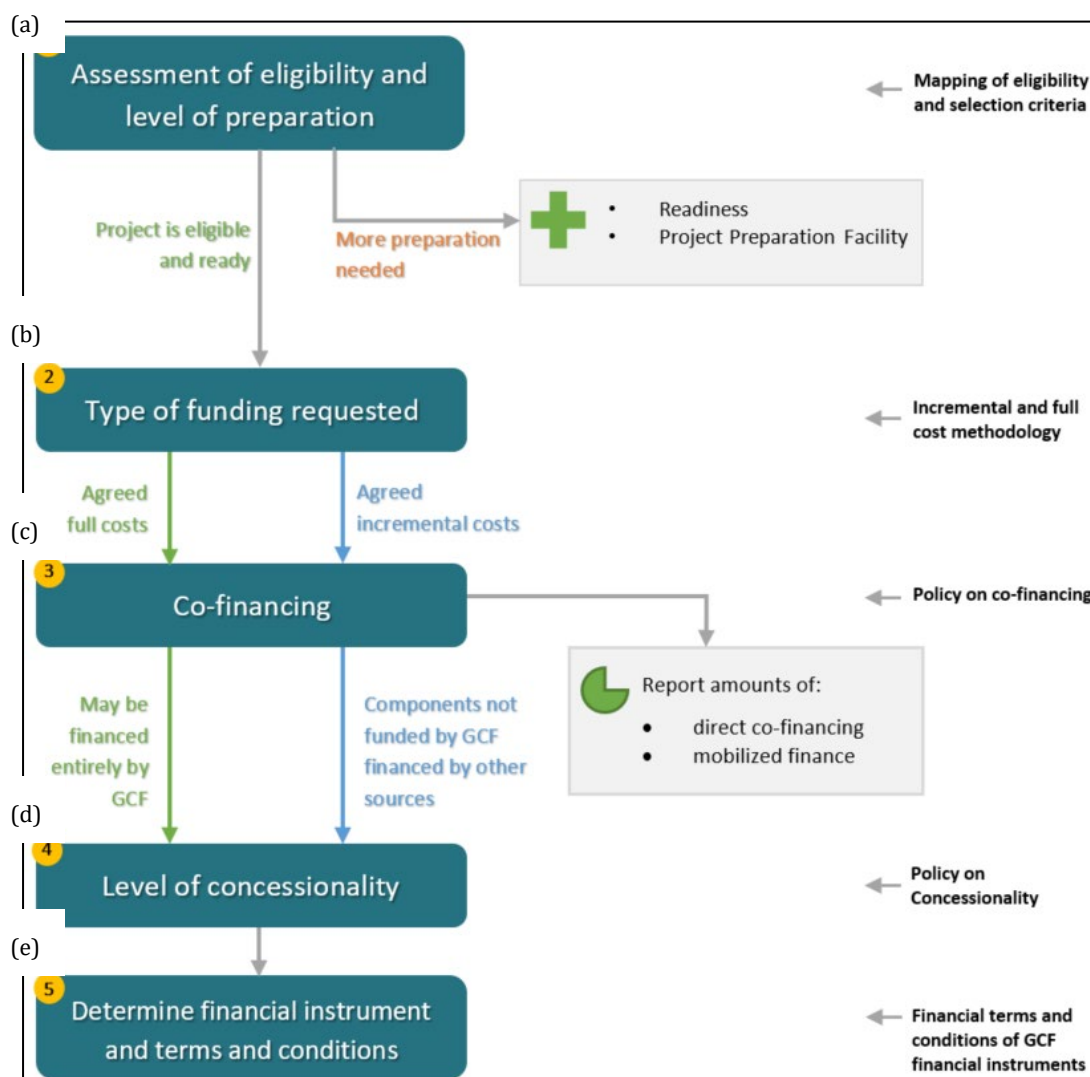 (a)
Assessment of eligibility and
level of preparation
Mapping of eligibility
and selection criteria
Project is eligible
and ready
More preparation
needed
• Readiness
• Project Preparation Facility
(b)
2
Type of funding requested
Incremental and full
cost methodology
Agreed
full costs
Agreed
incremental costs
(c)
3
Co-financing
Policy on co-financing
May be
financed
entirely by
GCF
Components not
funded by GCF
financed by other
sources
Report amounts of:
• direct co-financing
• mobilized finance
(d)
4
Level of concessionality
Policy on
Concessionality
(e)
5
Determine financial instrument
and terms and conditions
Financial terms and
conditions of GCF
financial instruments